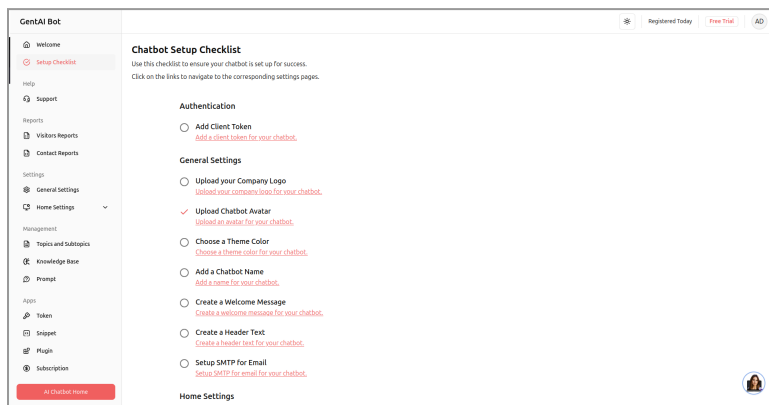 GentAI Bot
Registered Today
Free Trial
AD
Welcome
Setup Checklist
Help
Support
Reports
Visitors Reports
Contact Reports
Settings
General Settings
Home Settings
Management
Topics and Subtopics
Knowledge Base
Prompt
Apps
Token
Snippet
Plugin
Subscription
AI Chatbot Home
Chatbot Setup Checklist
Use this checklist to ensure your chatbot is set up for success.
Click on the links to navigate to the corresponding settings pages.
Authentication
Add Client Token
Add a client token for your chatbot.
General Settings
Upload your Company Logo
Upload your company logo for your chatbot.
Upload Chatbot Avatar
Upload an avatar for your chatbot.
Choose a Theme Color
Choose a theme color for your chatbot.
Add a Chatbot Name
Add a name for your chatbot.
Create a Welcome Message
Create a welcome message for your chatbot.
Create a Header Text
Create a header text for your chatbot.
Setup SMTP for Email
Setup SMTP for email for your chatbot.
Home Settings